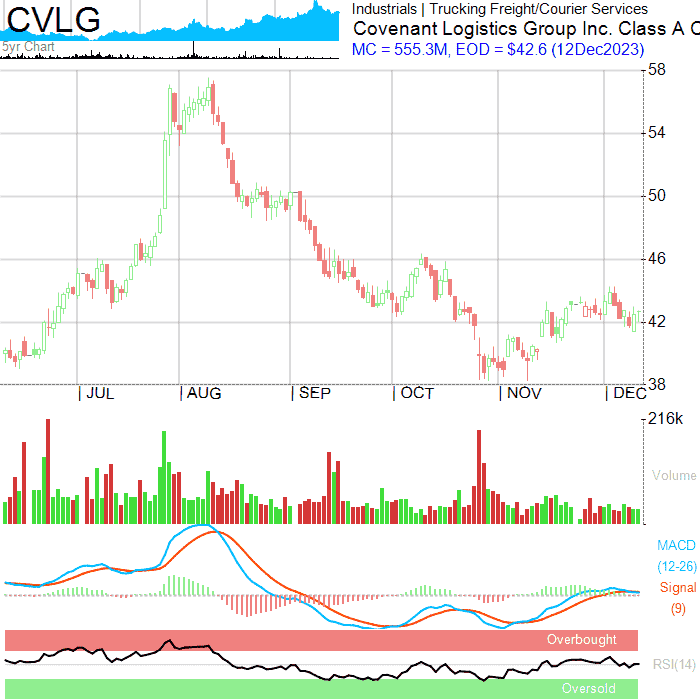 CVLG
5yr Chart
Industrials | Trucking Freight/Courier Services
Covenant Logistics Group Inc. Class A C
MC = 555.3M, EOD = $42.6 (12Dec2023)
58
54
50
46
42
38
JUL AUG SEP OCT NOV DEC
216k
Volume
MACD
(12-26)
Signal
(9)
Overbought
RSI(14)
Oversold